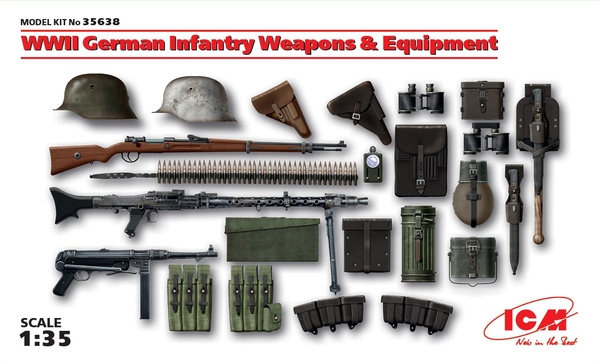 MODEL KIT No 35638
WWII German Infantry Weapons & Equipment
SCALE
1:35
ICM
New in the Best